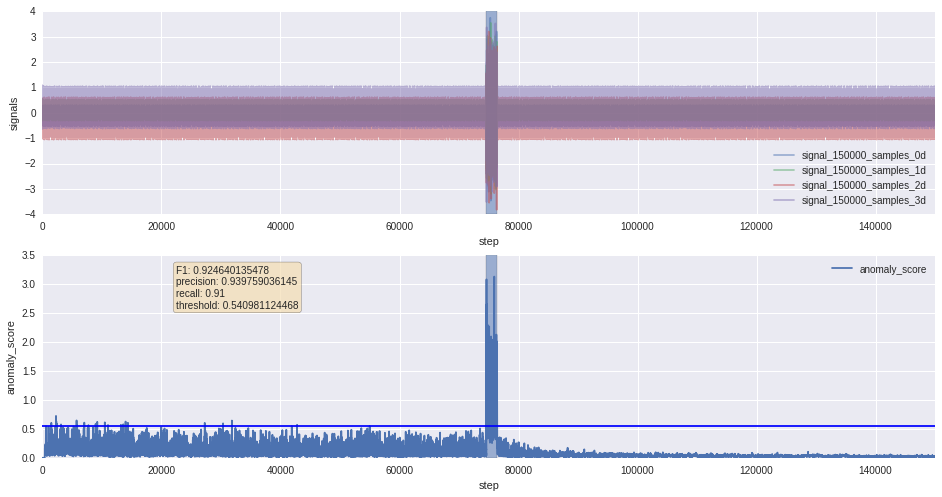 4
3
2
1
0
−1
−2
−3
−4
signals
signal_150000_samples_0d
signal_150000_samples_1d
signal_150000_samples_2d
signal_150000_samples_3d
0 20000 40000 60000 80000 100000 120000 140000
step
3.5
3.0
2.5
2.0
1.5
1.0
0.5
0.0
anomaly_score
F1: 0.924640135478
precision: 0.939759036145
recall: 0.91
threshold: 0.540981124468
anomaly_score
0 20000 40000 60000 80000 100000 120000 140000
step